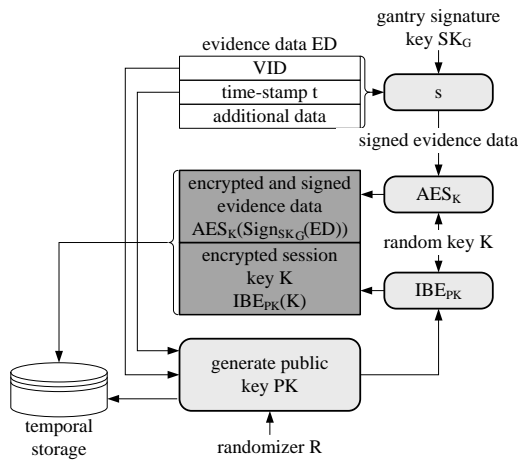 evidence data ED
gantry signature
key SK_G
VID
time-stamp t
additional data
s
signed evidence data
encrypted and signed
evidence data
AES_K(Sign_SK_G(ED))
AES_K
random key K
encrypted session
key K
IBE_PK(K)
IBE_PK
generate public
key PK
temporal
storage
randomizer R